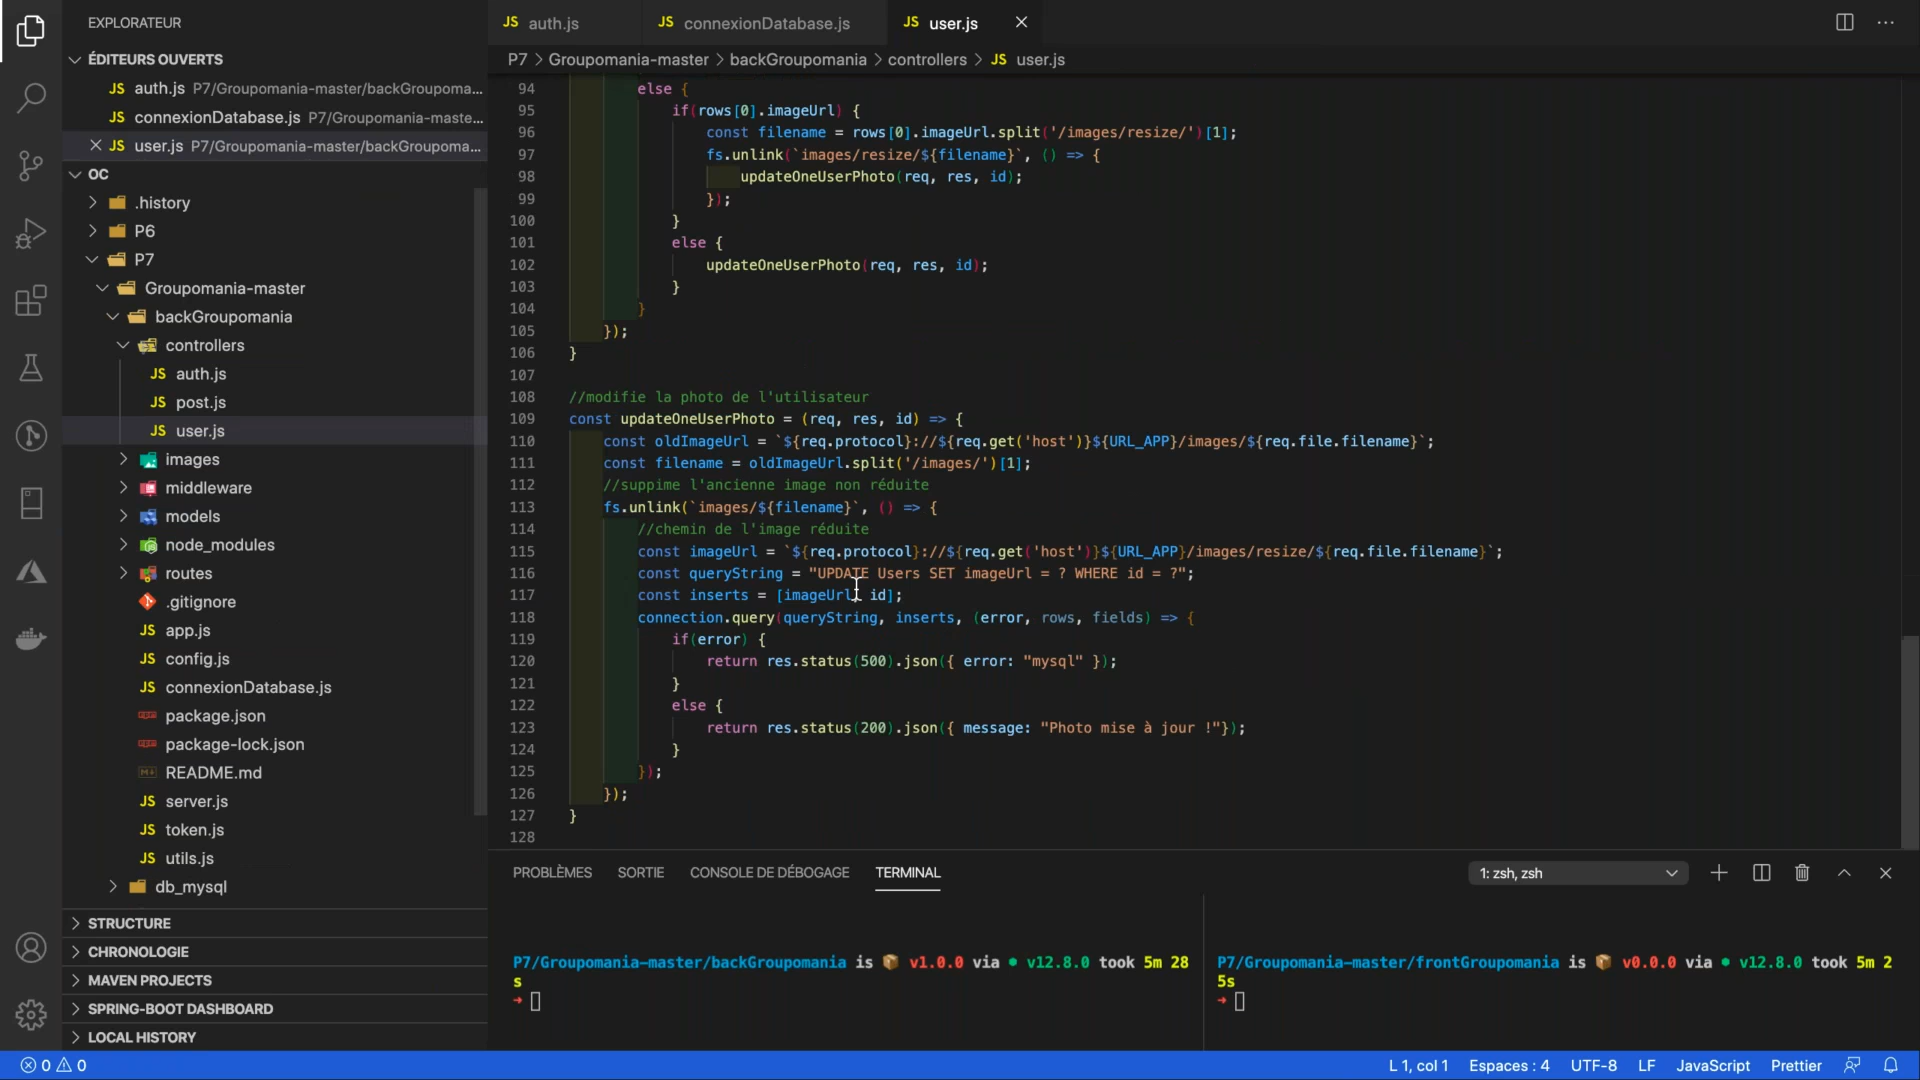 EXPLORATEUR
ÉDITEURS OUVERTS
JS auth.js P7/Groupomania-master/backGroupoma...
JS connexionDatabase.js P7/Groupomania-maste...
JS user.js P7/Groupomania-master/backGroupoma...
OC
.history
P6
P7
Groupomania-master
backGroupomania
controllers
JS auth.js
JS post.js
JS user.js
images
middleware
models
node_modules
routes
.gitignore
JS app.js
JS config.js
JS connexionDatabase.js
package.json
package-lock.json
README.md
JS server.js
JS token.js
JS utils.js
db_mysql
STRUCTURE
CHRONOLOGIE
MAVEN PROJECTS
SPRING-BOOT DASHBOARD
LOCAL HISTORY
JS auth.js JS connexionDatabase.js JS user.js
P7 > Groupomania-master > backGroupomania > controllers > JS user.js
94 else {
95 if(rows[0].imageUrl) {
96 const filename = rows[0].imageUrl.split('/images/resize/')[1];
97 fs.unlink(`images/resize/${filename}`, () => {
98 updateOneUserPhoto(req, res, id);
99 });
100 }
101 else {
102 updateOneUserPhoto(req, res, id);
103 }
104 }
105 });
106 }
107
108 //modifie la photo de l'utilisateur
109 const updateOneUserPhoto = (req, res, id) => {
110 const oldImageUrl = `${req.protocol}://${req.get('host')}${URL_APP}/images/${req.file.filename}`;
111 const filename = oldImageUrl.split('/images/')[1];
112 //suppime l'ancienne image non réduite
113 fs.unlink(`images/${filename}`, () => {
114 //chemin de l'image réduite
115 const imageUrl = `${req.protocol}://${req.get('host')}${URL_APP}/images/resize/${req.file.filename}`;
116 const queryString = "UPDATE Users SET imageUrl = ? WHERE id = ?";
117 const inserts = [imageUrl, id];
118 connection.query(queryString, inserts, (error, rows, fields) => {
119 if(error) {
120 return res.status(500).json({ error: "mysql" });
121 }
122 else {
123 return res.status(200).json({ message: "Photo mise à jour !"});
124 }
125 });
126 });
127 }
128
PROBLÈMES SORTIE CONSOLE DE DÉBOGAGE TERMINAL 1: zsh, zsh
P7/Groupomania-master/backGroupomania is v1.0.0 via v12.8.0 took 5m 28
s
P7/Groupomania-master/frontGroupomania is v0.0.0 via v12.8.0 took 5m 2
5s
0 0 L 1, col 1 Espaces : 4 UTF-8 LF JavaScript Prettier